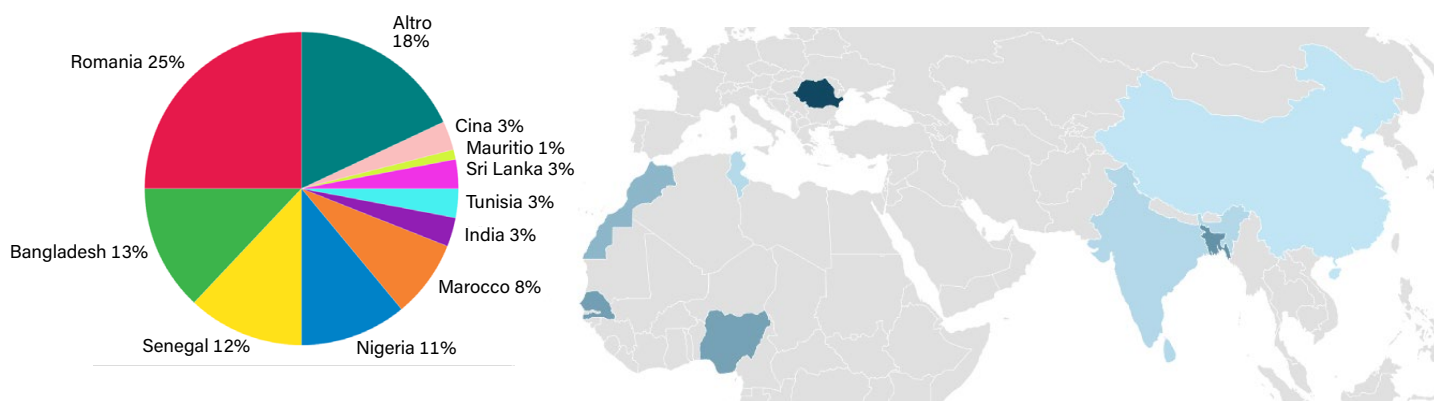 Altro
18%
Romania 25%
Cina 3%
Mauritio 1%
Sri Lanka 3%
Tunisia 3%
India 3%
Bangladesh 13%
Marocco 8%
Senegal 12%
Nigeria 11%